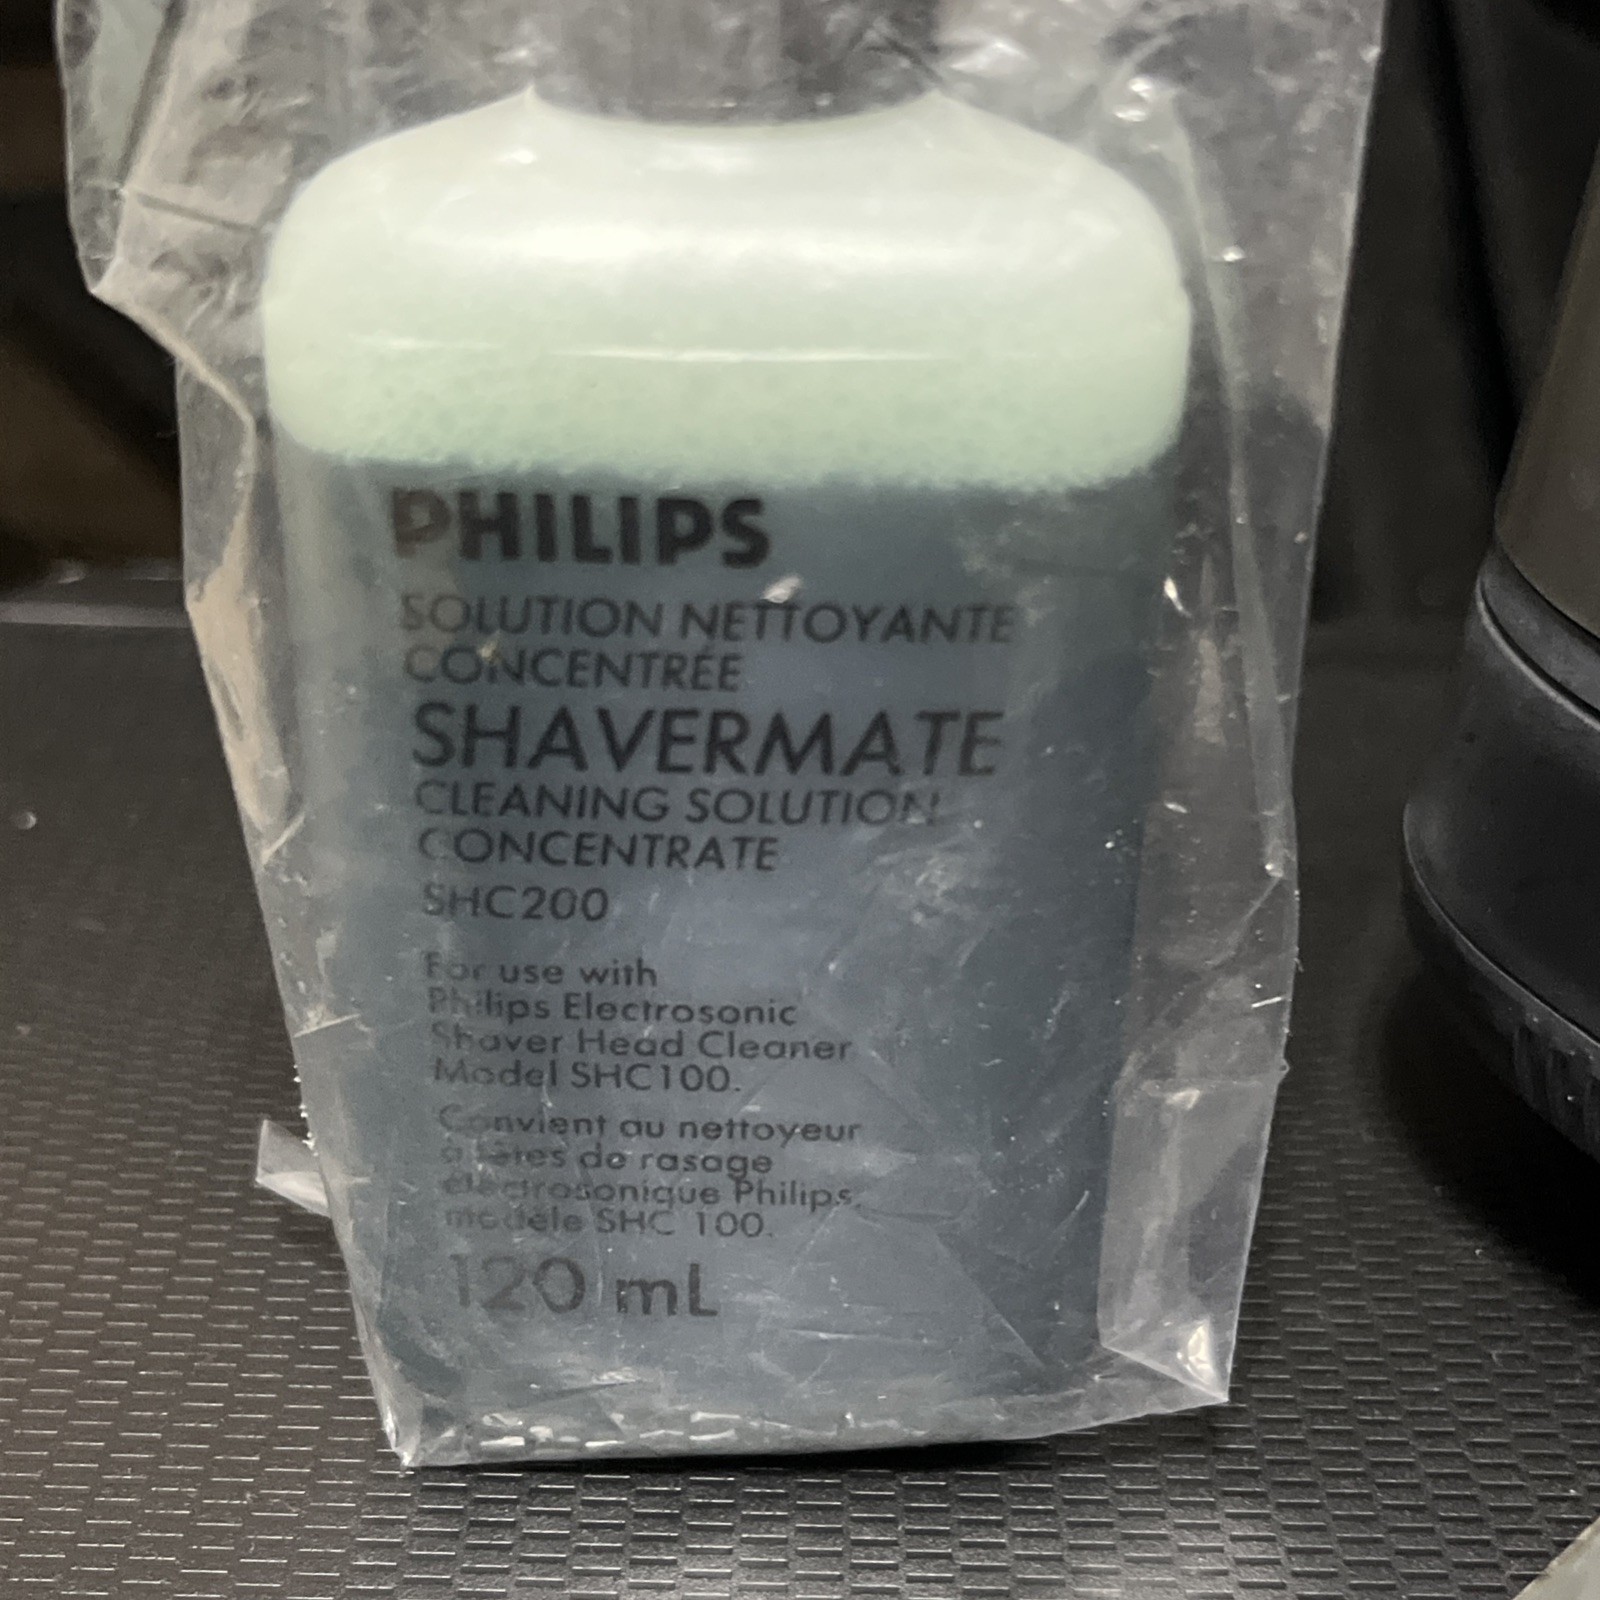 PHILIPS
SOLUTION NETTOYANTE
CONCENTRÉE
SHAVERMATE
CLEANING SOLUTION
CONCENTRATE
SHC200
For use with
Philips Electrosonic
Shaver Head Cleaner
Model SHC100.
Convient au nettoyeur
à têtes de rasage
électrosonique Philips,
modèle SHC 100.
120 mL